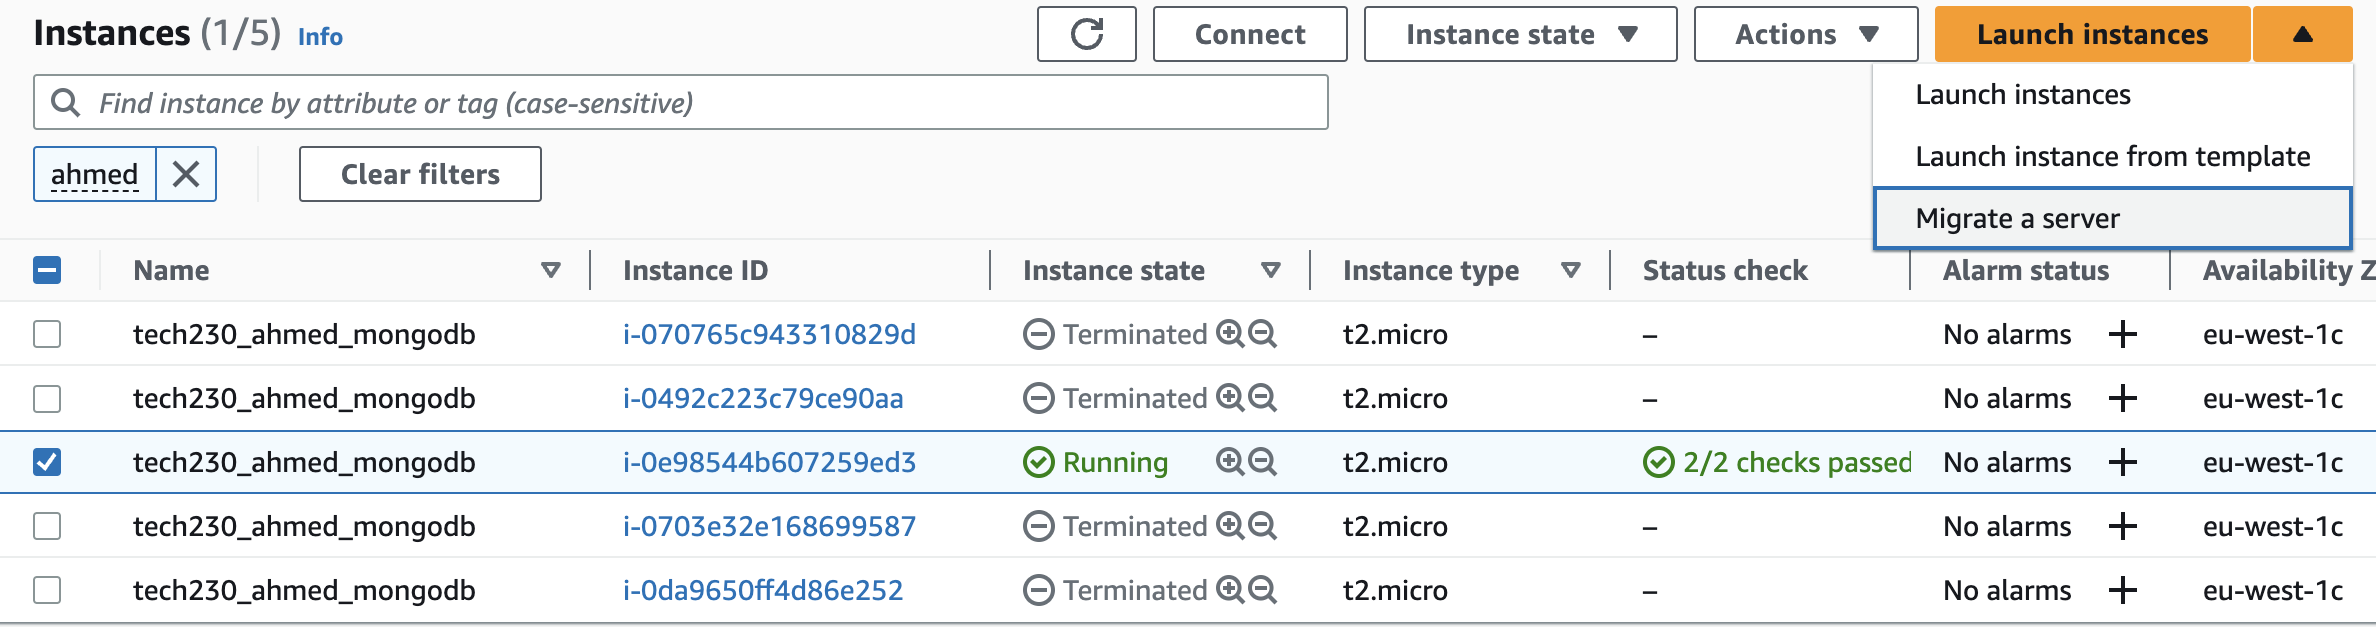 Instances (1/5) Info
Connect
Instance state
Actions
Launch instances
Find instance by attribute or tag (case-sensitive)
Launch instances
Launch instance from template
Migrate a server
ahmed
Clear filters
Name Instance ID Instance state Instance type Status check Alarm status Availability Z
tech230_ahmed_mongodb i-070765c943310829d Terminated t2.micro – No alarms + eu-west-1c
tech230_ahmed_mongodb i-0492c223c79ce90aa Terminated t2.micro – No alarms + eu-west-1c
tech230_ahmed_mongodb i-0e98544b607259ed3 Running t2.micro 2/2 checks passed No alarms + eu-west-1c
tech230_ahmed_mongodb i-0703e32e168699587 Terminated t2.micro – No alarms + eu-west-1c
tech230_ahmed_mongodb i-0da9650ff4d86e252 Terminated t2.micro – No alarms + eu-west-1c